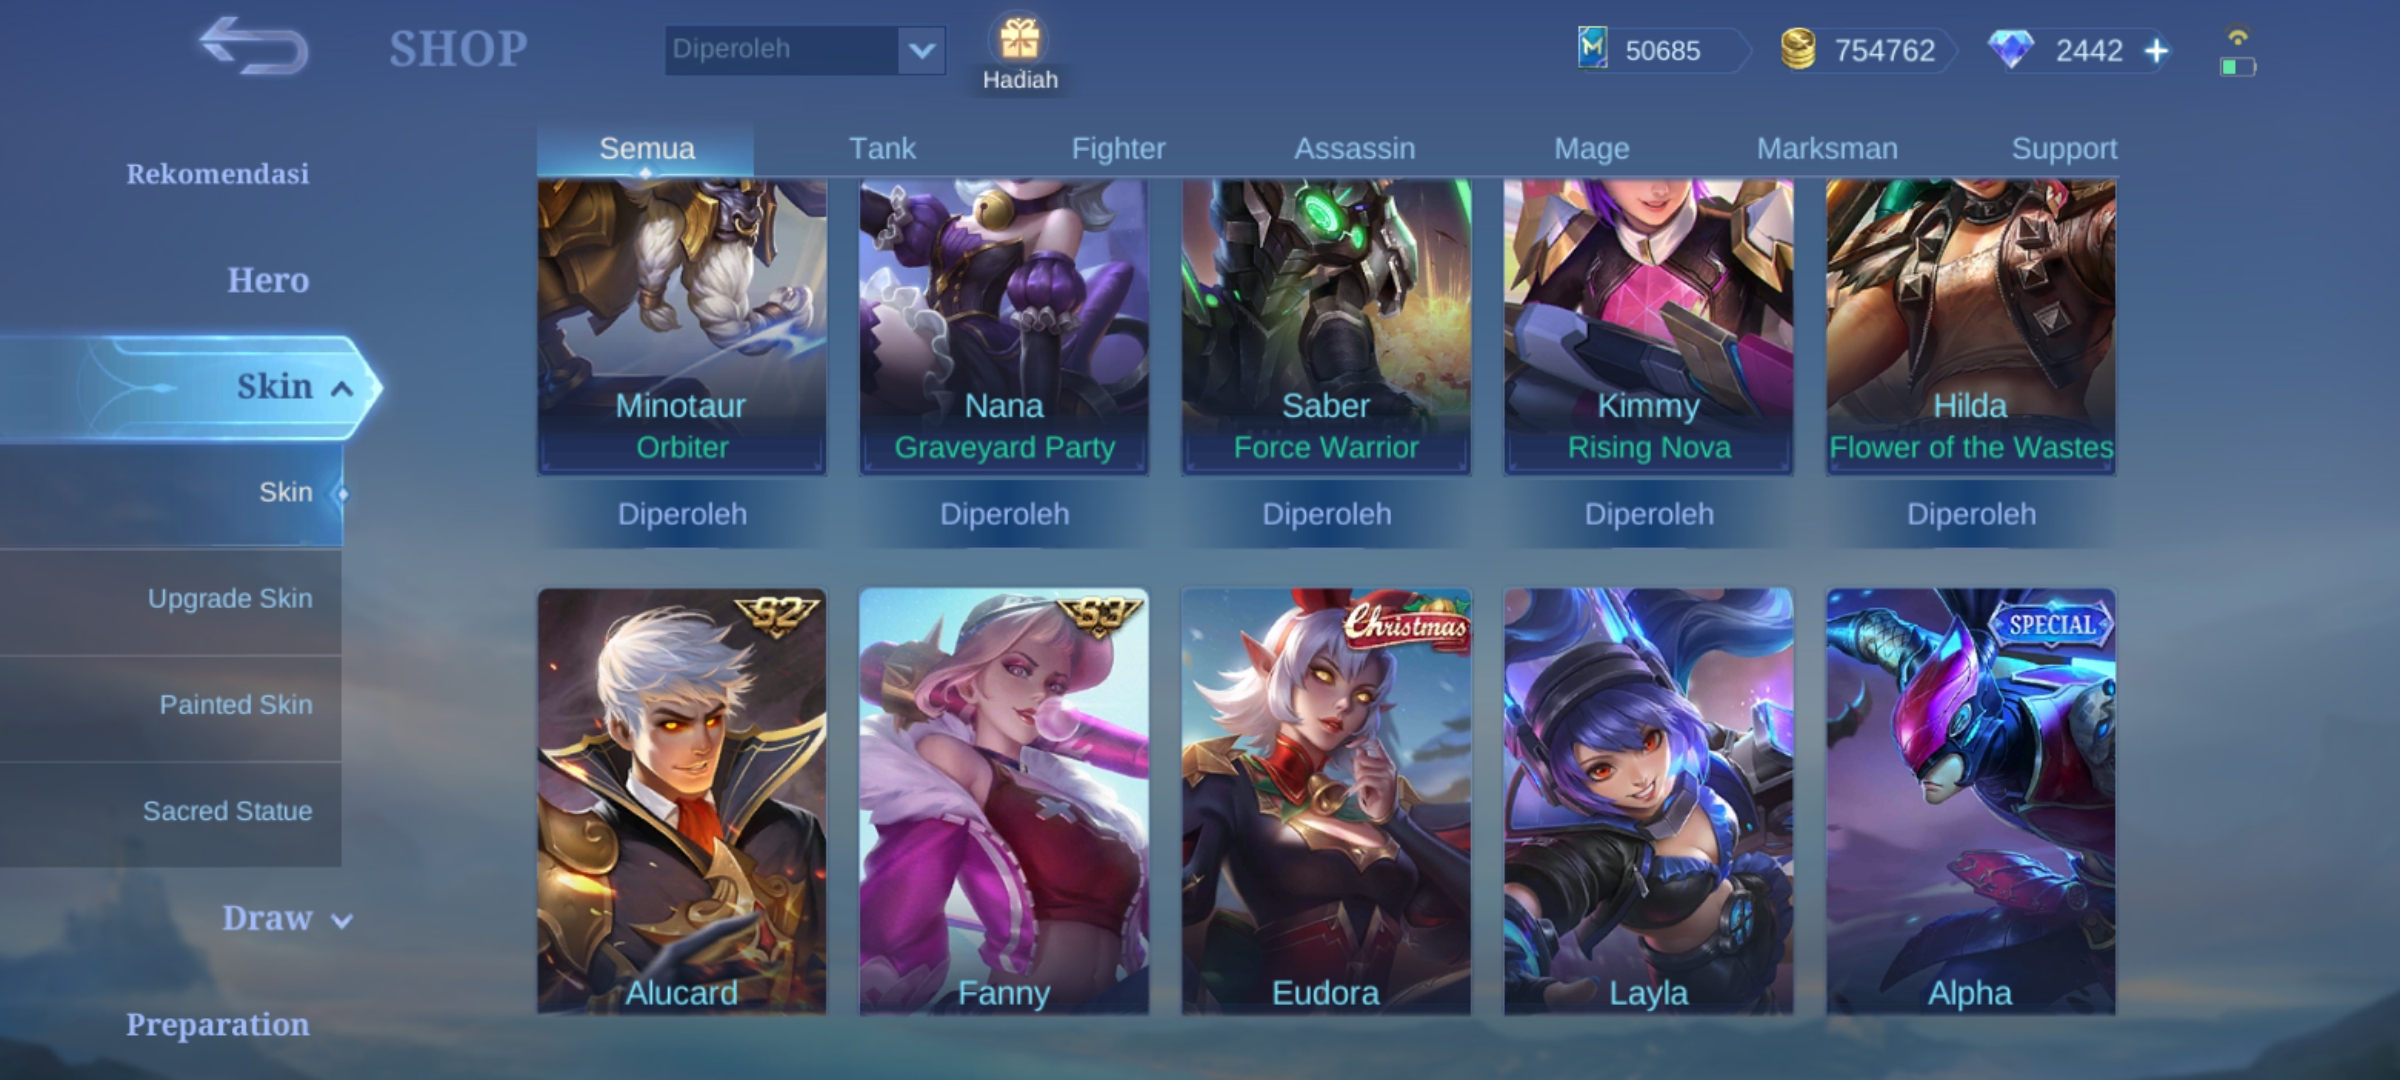 SHOP
Diperoleh
Hadiah
50685
754762
2442
Rekomendasi
Hero
Skin
Skin
Upgrade Skin
Painted Skin
Sacred Statue
Draw
Preparation
Semua Tank Fighter Assassin Mage Marksman Support
Minotaur Nana Saber Kimmy Hilda
Orbiter Graveyard Party Force Warrior Rising Nova Flower of the Wastes
Diperoleh Diperoleh Diperoleh Diperoleh Diperoleh
S2 S3 Christmas SPECIAL
Alucard Fanny Eudora Layla Alpha